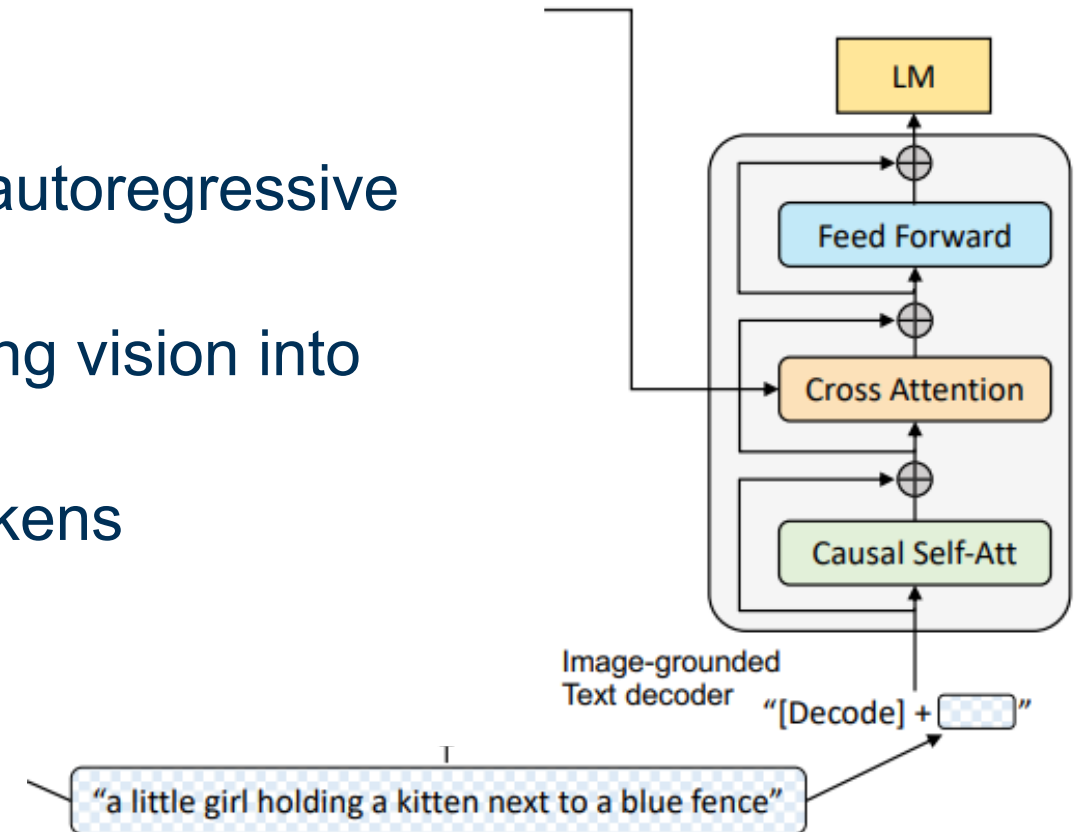 LM
autoregressive
Feed Forward
ng vision into
Cross Attention
kens
Causal Self-Att
Image-grounded
Text decoder
“[Decode] + ”
“a little girl holding a kitten next to a blue fence”